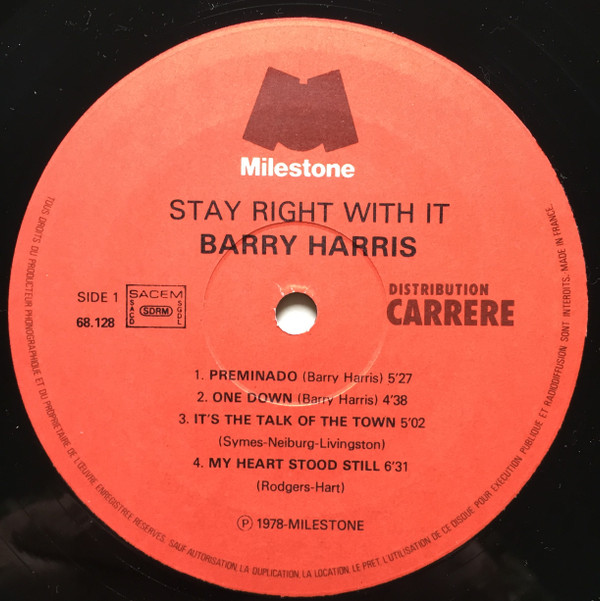 Milestone
STAY RIGHT WITH IT
BARRY HARRIS
SIDE 1
68.128
SACEM
SACD
SDRM
SGDL
DISTRIBUTION
CARRERE
1. PREMINADO (Barry Harris) 5'27
2. ONE DOWN (Barry Harris) 4'38
3. IT'S THE TALK OF THE TOWN 5'02
(Symes-Neiburg-Livingston)
4. MY HEART STOOD STILL 6'31
(Rodgers-Hart)
Ⓟ 1978-MILESTONE
TOUS DROITS DU PRODUCTEUR PHONOGRAPHIQUE ET DU PROPRIETAIRE DE L'ŒUVRE ENREGISTREE RESERVES. SAUF AUTORISATION LA DUPLICATION, LA LOCATION, LE PRET, L'UTILISATION DE CE DISQUE POUR EXECUTION PUBLIQUE ET RADIODIFFUSION SONT INTERDITS. MADE IN FRANCE.